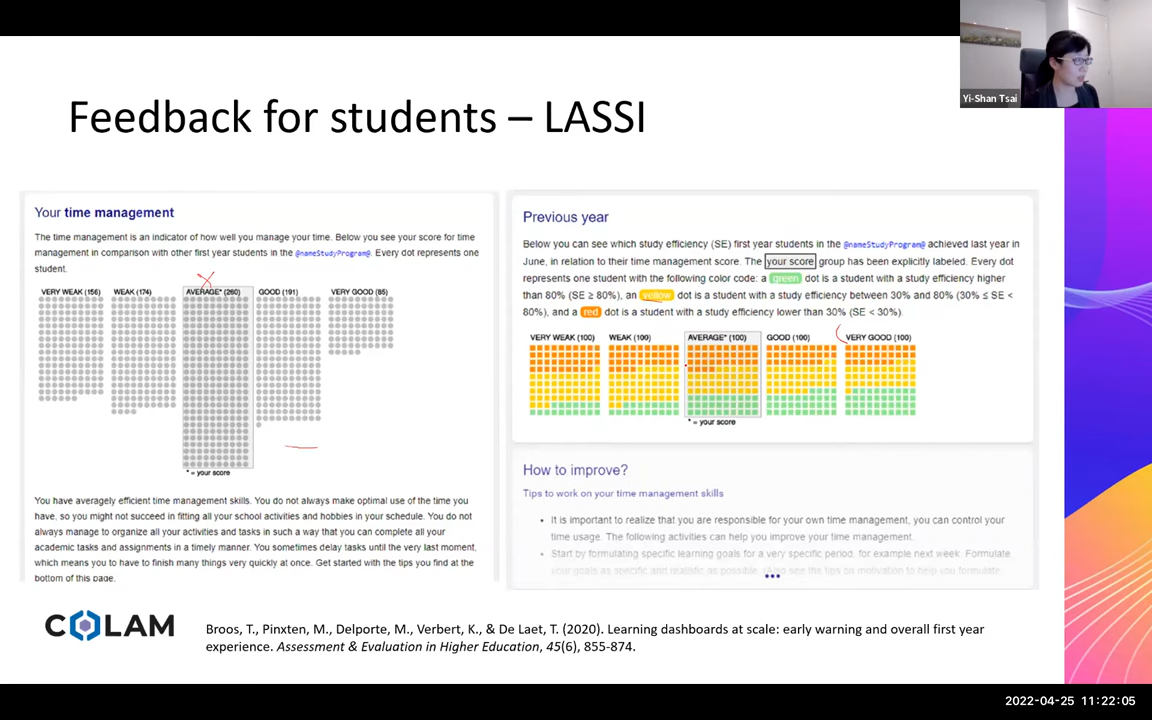 Yi-Shan Tsai
Feedback for students – LASSI
Your time management
The time management is an indicator of how well you manage your time. Below you see your score for time
management in comparison with other first year students in the @nameStudyProgram@. Every dot represents one
student.
VERY WEAK (156) WEAK (174) AVERAGE* (260) GOOD (191) VERY GOOD (85)
* = your score
You have averagely efficient time management skills. You do not always make optimal use of the time you
have, so you might not succeed in fitting all your school activities and hobbies in your schedule. You do not
always manage to organize all your activities and tasks in such a way that you can complete all your
academic tasks and assignments in a timely manner. You sometimes delay tasks until the very last moment,
which means you to have to finish many things very quickly at once. Get started with the tips you find at the
bottom of this page.
Previous year
Below you can see which study efficiency (SE) first year students in the @nameStudyProgram@ achieved last year in
June, in relation to their time management score. The your score group has been explicitly labeled. Every dot
represents one student with the following color code: a green dot is a student with a study efficiency higher
than 80% (SE ≥ 80%), an yellow dot is a student with a study efficiency between 30% and 80% (30% ≤ SE <
80%), and a red dot is a student with a study efficiency lower than 30% (SE < 30%).
VERY WEAK (100) WEAK (100) AVERAGE* (100) GOOD (100) VERY GOOD (100)
* = your score
How to improve?
Tips to work on your time management skills
• It is important to realize that you are responsible for your own time management, you can control your
time usage. The following activities can help you improve your time management.
• Start by formulating specific learning goals for a very specific period, for example next week. Formulate
your goals as specific and realistic as possible. (Also see the tips on motivation to help you formulate
COLAM
Broos, T., Pinxten, M., Delporte, M., Verbert, K., & De Laet, T. (2020). Learning dashboards at scale: early warning and overall first year
experience. Assessment & Evaluation in Higher Education, 45(6), 855-874.
2022-04-25 11:22:05